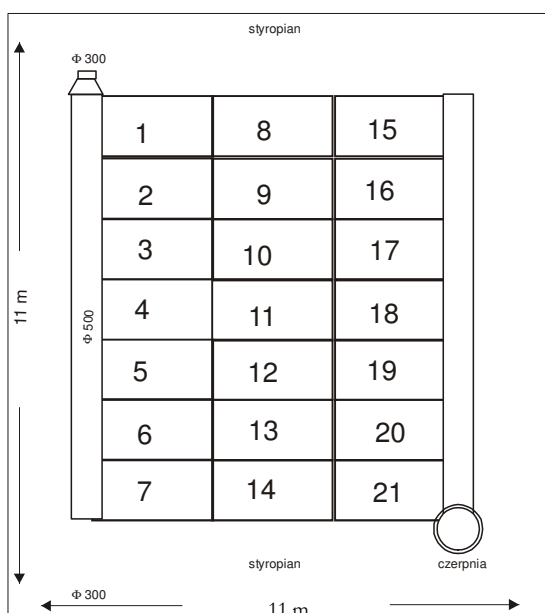 styropian
Φ 300
1 8 15
2 9 16
3 10 17
4 11 18
5 12 19
6 13 20
7 14 21
11 m
Φ 500
styropian
czerpnia
Φ 300
11 m